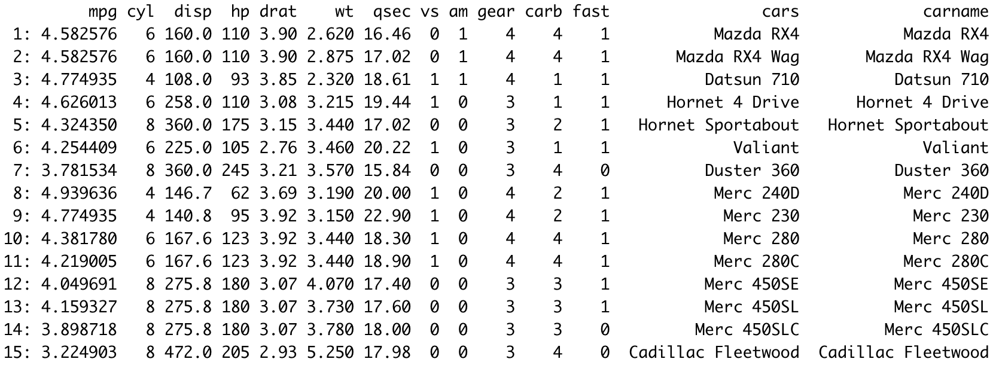 mpg cyl disp hp drat wt qsec vs am gear carb fast cars carname
1: 4.582576 6 160.0 110 3.90 2.620 16.46 0 1 4 4 1 Mazda RX4 Mazda RX4
2: 4.582576 6 160.0 110 3.90 2.875 17.02 0 1 4 4 1 Mazda RX4 Wag Mazda RX4 Wag
3: 4.774935 4 108.0 93 3.85 2.320 18.61 1 1 4 1 1 Datsun 710 Datsun 710
4: 4.626013 6 258.0 110 3.08 3.215 19.44 1 0 3 1 1 Hornet 4 Drive Hornet 4 Drive
5: 4.324350 8 360.0 175 3.15 3.440 17.02 0 0 3 2 1 Hornet Sportabout Hornet Sportabout
6: 4.254409 6 225.0 105 2.76 3.460 20.22 1 0 3 1 1 Valiant Valiant
7: 3.781534 8 360.0 245 3.21 3.570 15.84 0 0 3 4 0 Duster 360 Duster 360
8: 4.939636 4 146.7 62 3.69 3.190 20.00 1 0 4 2 1 Merc 240D Merc 240D
9: 4.774935 4 140.8 95 3.92 3.150 22.90 1 0 4 2 1 Merc 230 Merc 230
10: 4.381780 6 167.6 123 3.92 3.440 18.30 1 0 4 4 1 Merc 280 Merc 280
11: 4.219005 6 167.6 123 3.92 3.440 18.90 1 0 4 4 1 Merc 280C Merc 280C
12: 4.049691 8 275.8 180 3.07 4.070 17.40 0 0 3 3 1 Merc 450SE Merc 450SE
13: 4.159327 8 275.8 180 3.07 3.730 17.60 0 0 3 3 1 Merc 450SL Merc 450SL
14: 3.898718 8 275.8 180 3.07 3.780 18.00 0 0 3 3 0 Merc 450SLC Merc 450SLC
15: 3.224903 8 472.0 205 2.93 5.250 17.98 0 0 3 4 0 Cadillac Fleetwood Cadillac Fleetwood